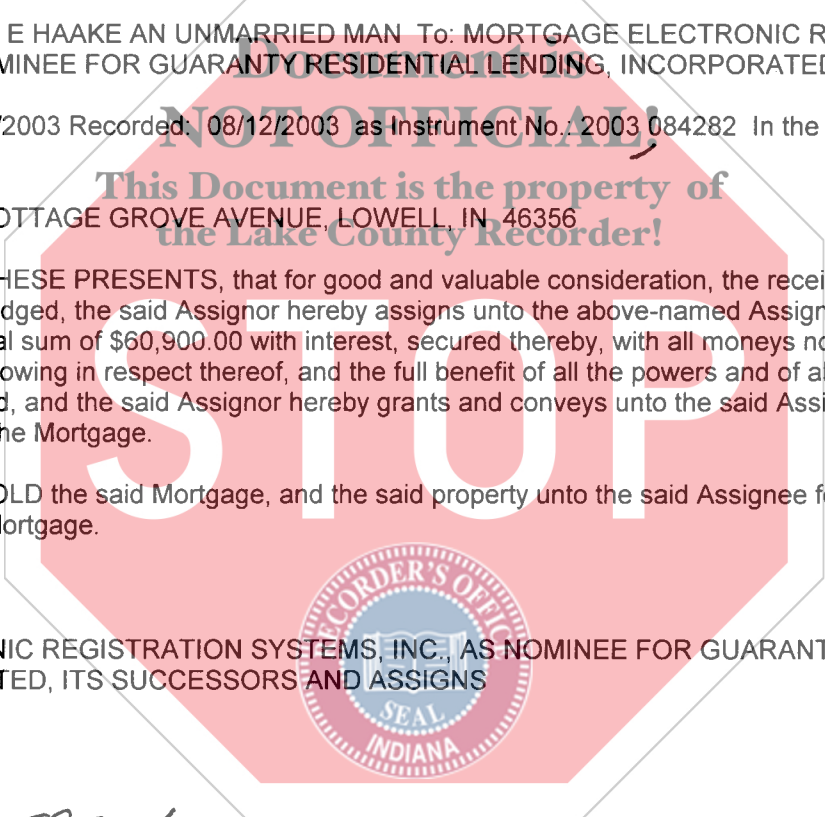 E HAAKE AN UNMARRIED MAN To: MORTGAGE ELECTRONIC R
MINEE FOR GUARANTY RESIDENTIAL LENDING, INCORPORATED
Document is
NOT OFFICIAL!
/2003 Recorded: 08/12/2003 as Instrument No.: 2003 084282 In the
This Document is the property of
the Lake County Recorder!
OTTAGE GROVE AVENUE, LOWELL, IN 46356
HESE PRESENTS, that for good and valuable consideration, the recei
dged, the said Assignor hereby assigns unto the above-named Assign
al sum of $60,900.00 with interest, secured thereby, with all moneys no
owing in respect thereof, and the full benefit of all the powers and of al
d, and the said Assignor hereby grants and conveys unto the said Assi
he Mortgage.
STOP
OLD the said Mortgage, and the said property unto the said Assignee f
Mortgage.
RECORDER'S OFFICE
NIC REGISTRATION SYSTEMS, INC., AS NOMINEE FOR GUARANT
TED, ITS SUCCESSORS AND ASSIGNS
SEAL
INDIANA